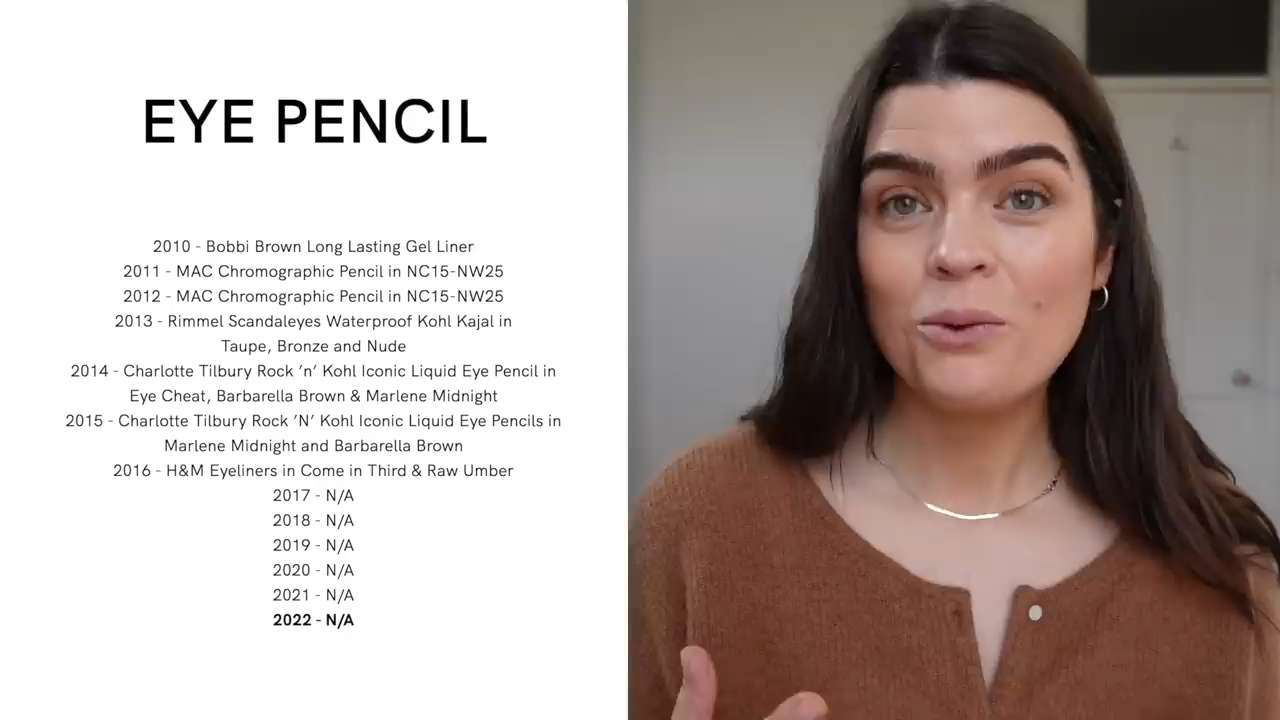 EYE PENCIL
2010 - Bobbi Brown Long Lasting Gel Liner
2011 - MAC Chromographic Pencil in NC15-NW25
2012 - MAC Chromographic Pencil in NC15-NW25
2013 - Rimmel Scandaleyes Waterproof Kohl Kajal in
Taupe, Bronze and Nude
2014 - Charlotte Tilbury Rock ’n’ Kohl Iconic Liquid Eye Pencil in
Eye Cheat, Barbarella Brown & Marlene Midnight
2015 - Charlotte Tilbury Rock ’N’ Kohl Iconic Liquid Eye Pencils in
Marlene Midnight and Barbarella Brown
2016 - H&M Eyeliners in Come in Third & Raw Umber
2017 - N/A
2018 - N/A
2019 - N/A
2020 - N/A
2021 - N/A
2022 - N/A